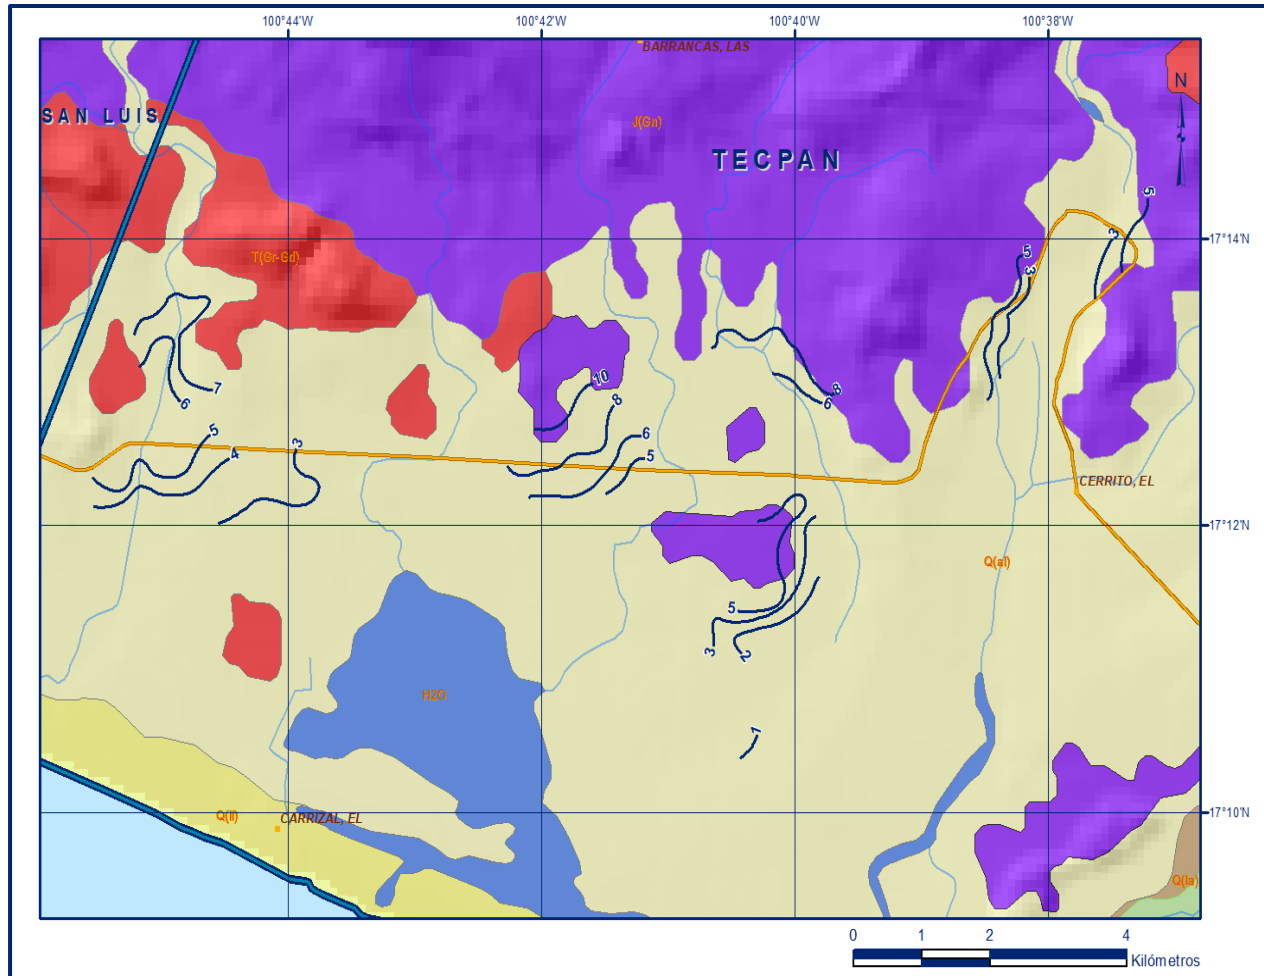 100°44'W 100°42'W 100°40'W 100°38'W
BARRANCAS, LAS
N
SAN LUIS
J(Gn)
TECPAN
5
17°14'N
3
5
T(Gr-Gd)
3
7
8
10
6
6
8
5
6
3
4
5
CERRITO, EL
17°12'N
Q(al)
5
3
2
H2O
1
17°10'N
Q(li)
CARRIZAL, EL
Q(la)
0 1 2 4
Kilómetros